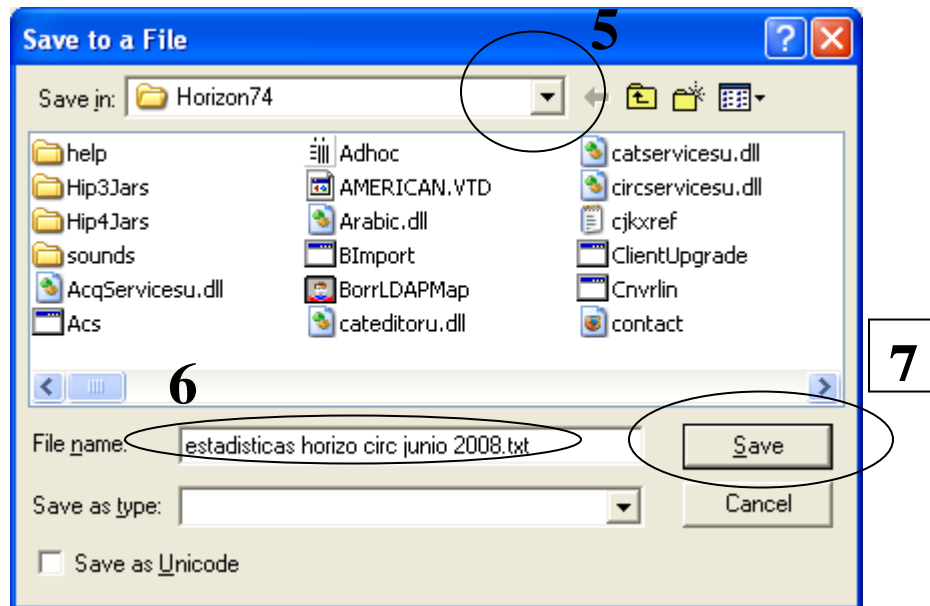 Save to a File
5
Save in: Horizon74
help Adhoc catservicesu.dll
Hip3Jars AMERICAN.VTD circservicesu.dll
Hip4Jars Arabic.dll cjkxref
sounds BImport ClientUpgrade
AcqServicesu.dll BorrLDAPMap Cnvrlin
Acs cateditoru.dll contact
7
6
File name: estadisticas horizo circ junio 2008.txt Save
Save as type: Cancel
Save as Unicode